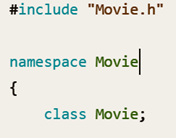 #include "Movie.h"
namespace Movie
{
class Movie;